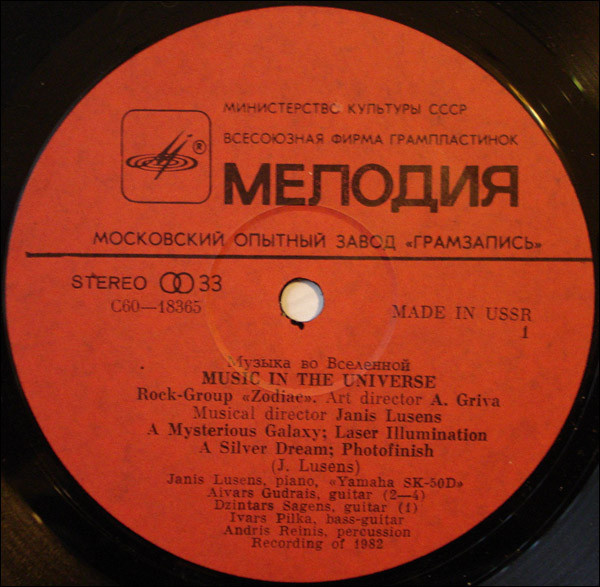 МИНИСТЕРСТВО КУЛЬТУРЫ СССР
ВСЕСОЮЗНАЯ ФИРМА ГРАМПЛАСТИНОК
®
МЕЛОДИЯ
МОСКОВСКИЙ ОПЫТНЫЙ ЗАВОД «ГРАМЗАПИСЬ»
STEREO 33
С60—18365
MADE IN USSR
1
Музыка во Вселенной
MUSIC IN THE UNIVERSE
Rock-Group «Zodiac». Art director A. Griva
Musical director Janis Lusens
A Mysterious Galaxy; Laser Illumination
A Silver Dream; Photofinish
(J. Lusens)
Janis Lusens, piano, «Yamaha SK-50D»
Aivars Gudrais, guitar (2—4)
Dzintars Sagens, guitar (1)
Ivars Pilka, bass-guitar
Andris Reinis, percussion
Recording of 1982